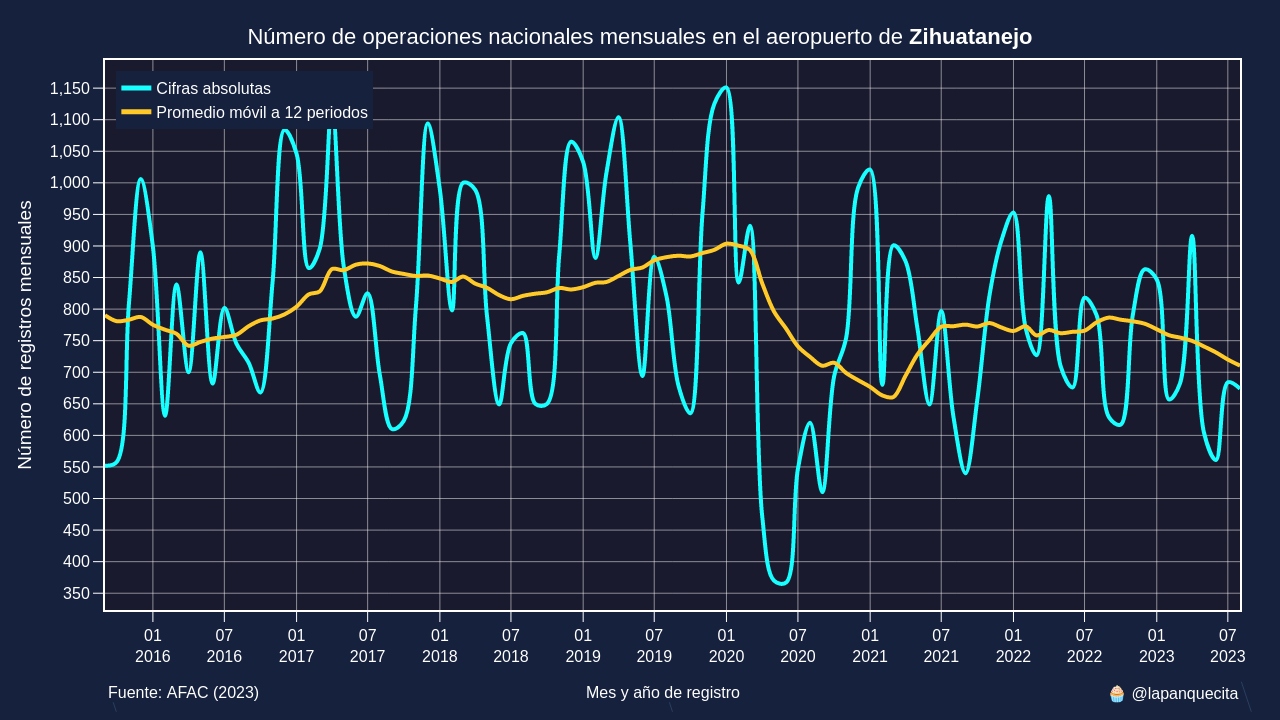 Número de operaciones nacionales mensuales en el aeropuerto de Zihuatanejo
Cifras absolutas
Promedio móvil a 12 periodos
Número de registros mensuales
1,150
1,100
1,050
1,000
950
900
850
800
750
700
650
600
550
500
450
400
350
01 07 01 07 01 07 01 07 01 07 01 07 01 07 01 07
2016 2016 2017 2017 2018 2018 2019 2019 2020 2020 2021 2021 2022 2022 2023 2023
Fuente: AFAC (2023) Mes y año de registro 🧁 @lapanquecita